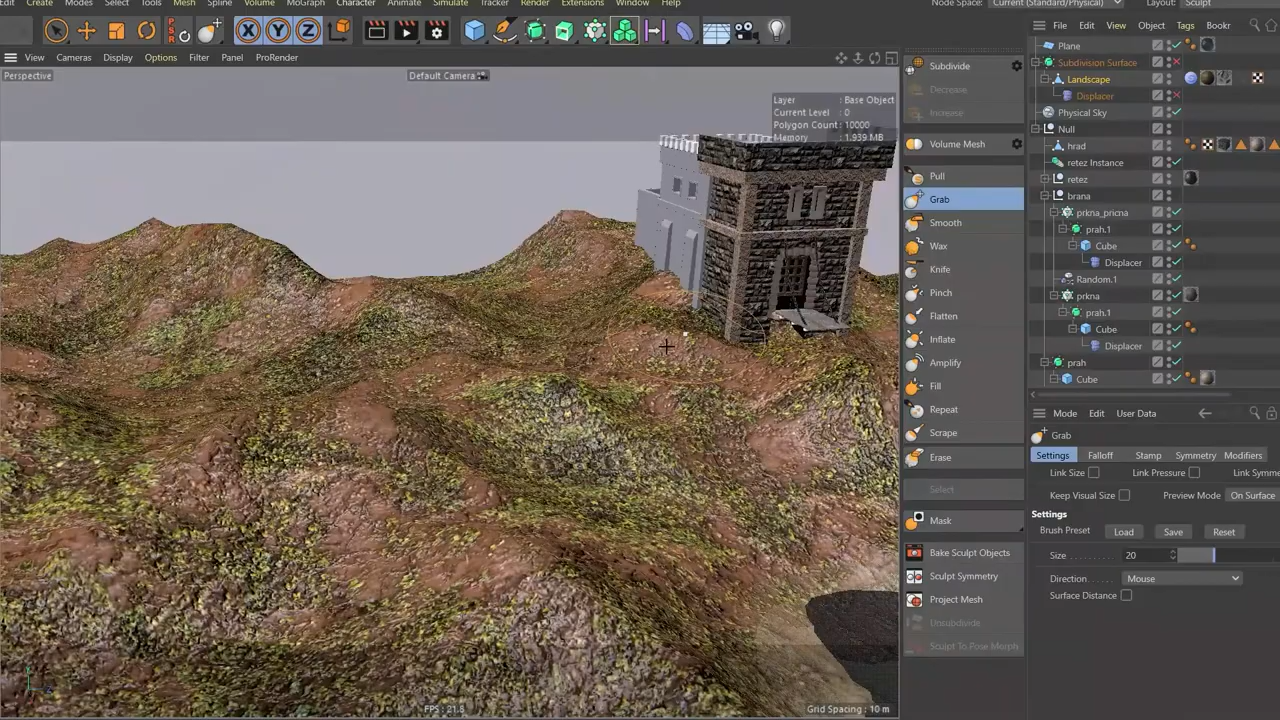 Edit Create Modes Select Tools Mesh Spline Volume MoGraph Character Animate Simulate Tracker Render Extensions Window Help Node Space: Current (Standard/Physical) Layout: Sculpt
X Y Z
View Cameras Display Options Filter Panel ProRender
Perspective
Default Camera
Layer : Base Object
Current Level : 0
Polygon Count : 10000
Memory : 1.939 MB
FPS : 21.6
Grid Spacing : 10 m
Subdivide
Decrease
Increase
Volume Mesh
Pull
Grab
Smooth
Wax
Knife
Pinch
Flatten
Inflate
Amplify
Fill
Repeat
Scrape
Erase
Select
Mask
Bake Sculpt Objects
Sculpt Symmetry
Project Mesh
Unsubdivide
Sculpt To Pose Morph
File Edit View Object Tags Bookr
Plane
Subdivision Surface
Landscape
Displacer
Physical Sky
Null
hrad
retez Instance
retez
brana
prkna_pricna
prah.1
Cube
Displacer
Random.1
prkna
prah.1
Cube
Displacer
prah
Cube
Mode Edit User Data
Grab
Settings Falloff Stamp Symmetry Modifiers
Link Size Link Pressure Link Symme
Keep Visual Size Preview Mode On Surface
Settings
Brush Preset Load Save Reset
Size 20
Direction Mouse
Surface Distance